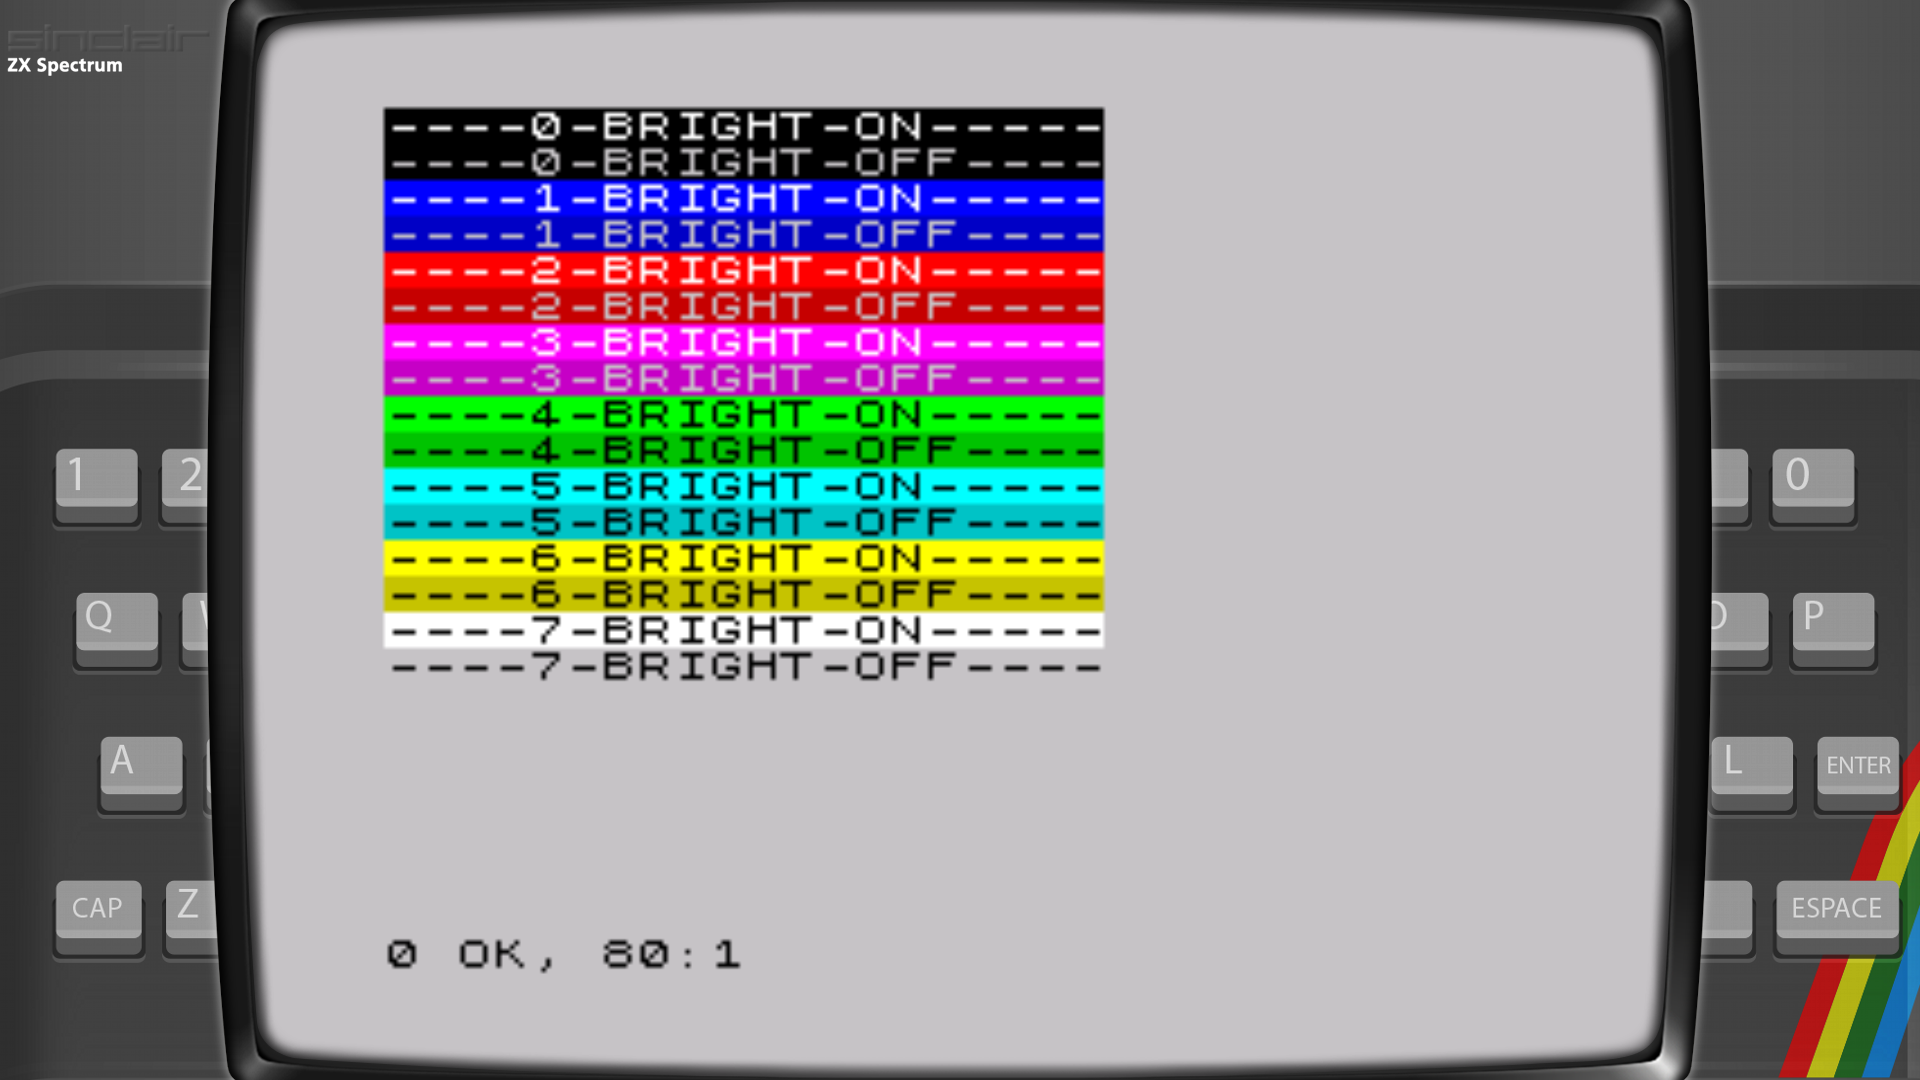 sinclair
ZX Spectrum
----0-BRIGHT-ON-----
----0-BRIGHT-OFF----
----1-BRIGHT-ON-----
----1-BRIGHT-OFF----
----2-BRIGHT-ON-----
----2-BRIGHT-OFF----
----3-BRIGHT-ON-----
----3-BRIGHT-OFF----
----4-BRIGHT-ON-----
----4-BRIGHT-OFF----
----5-BRIGHT-ON-----
----5-BRIGHT-OFF----
----6-BRIGHT-ON-----
----6-BRIGHT-OFF----
----7-BRIGHT-ON-----
----7-BRIGHT-OFF----
0 OK, 80:1
1 2 0
Q P
A L ENTER
CAP Z ESPACE